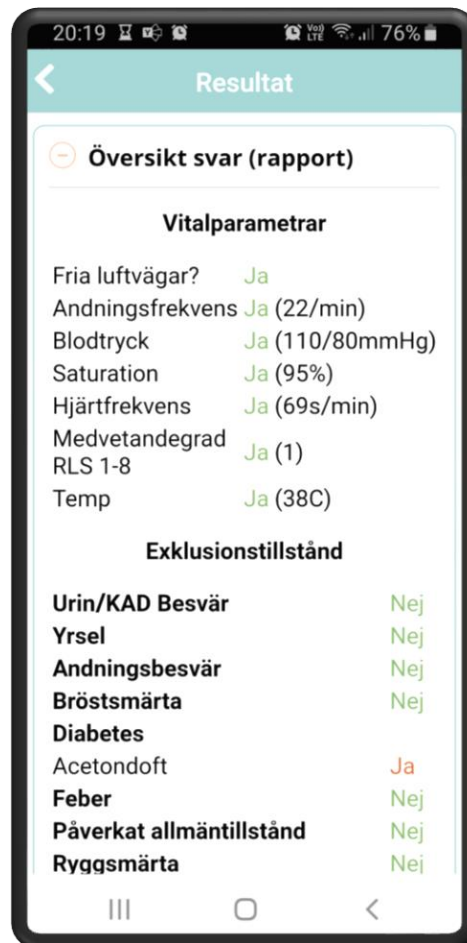 20:19 76%
Resultat
Översikt svar (rapport)
Vitalparametrar
Fria luftvägar? Ja
Andningsfrekvens Ja (22/min)
Blodtryck Ja (110/80mmHg)
Saturation Ja (95%)
Hjärtfrekvens Ja (69s/min)
Medvetandegrad
RLS 1-8 Ja (1)
Temp Ja (38C)
Exklusionstillstånd
Urin/KAD Besvär Nej
Yrsel Nej
Andningsbesvär Nej
Bröstsmärta Nej
Diabetes
Acetondoft Ja
Feber Nej
Påverkat allmäntillstånd Nej
Ryggsmärta Nej